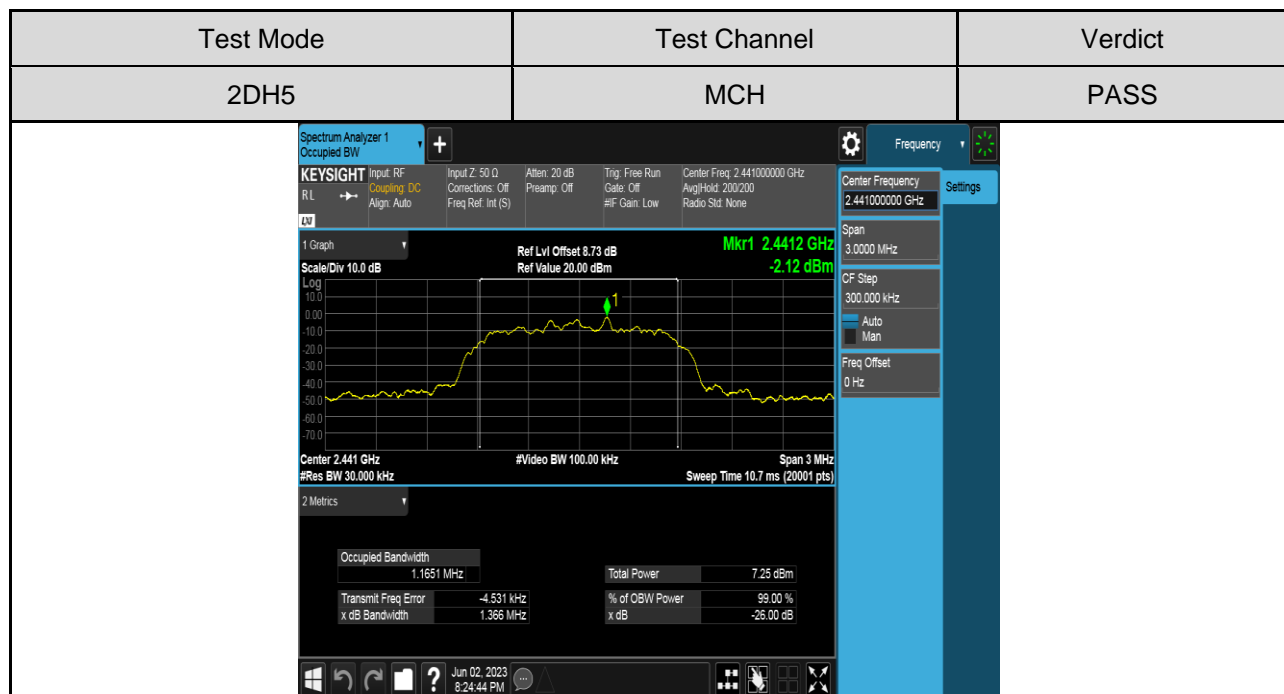 Test Mode Test Channel Verdict
2DH5 MCH PASS
Spectrum Analyzer 1
Occupied BW
+
Frequency
KEYSIGHT
RL
LXI
Input: RF
Coupling: DC
Align: Auto
Input Z: 50 Ω
Corrections: Off
Freq Ref: Int (S)
Atten: 20 dB
Preamp: Off
Trig: Free Run
Gate: Off
#IF Gain: Low
Center Freq: 2.441000000 GHz
Avg|Hold: 200/200
Radio Std: None
Center Frequency
2.441000000 GHz
Settings
Span
3.0000 MHz
CF Step
300.000 kHz
Auto
Man
Freq Offset
0 Hz
1 Graph
Scale/Div 10.0 dB
Ref Lvl Offset 8.73 dB
Ref Value 20.00 dBm
Mkr1 2.4412 GHz
-2.12 dBm
Log
10.0
0.00
-10.0
-20.0
-30.0
-40.0
-50.0
-60.0
-70.0
1
Center 2.441 GHz #Video BW 100.00 kHz Span 3 MHz
#Res BW 30.000 kHz Sweep Time 10.7 ms (20001 pts)
2 Metrics
Occupied Bandwidth
1.1651 MHz
Total Power 7.25 dBm
Transmit Freq Error -4.531 kHz % of OBW Power 99.00 %
x dB Bandwidth 1.366 MHz x dB -26.00 dB
?
Jun 02, 2023
8:24:44 PM